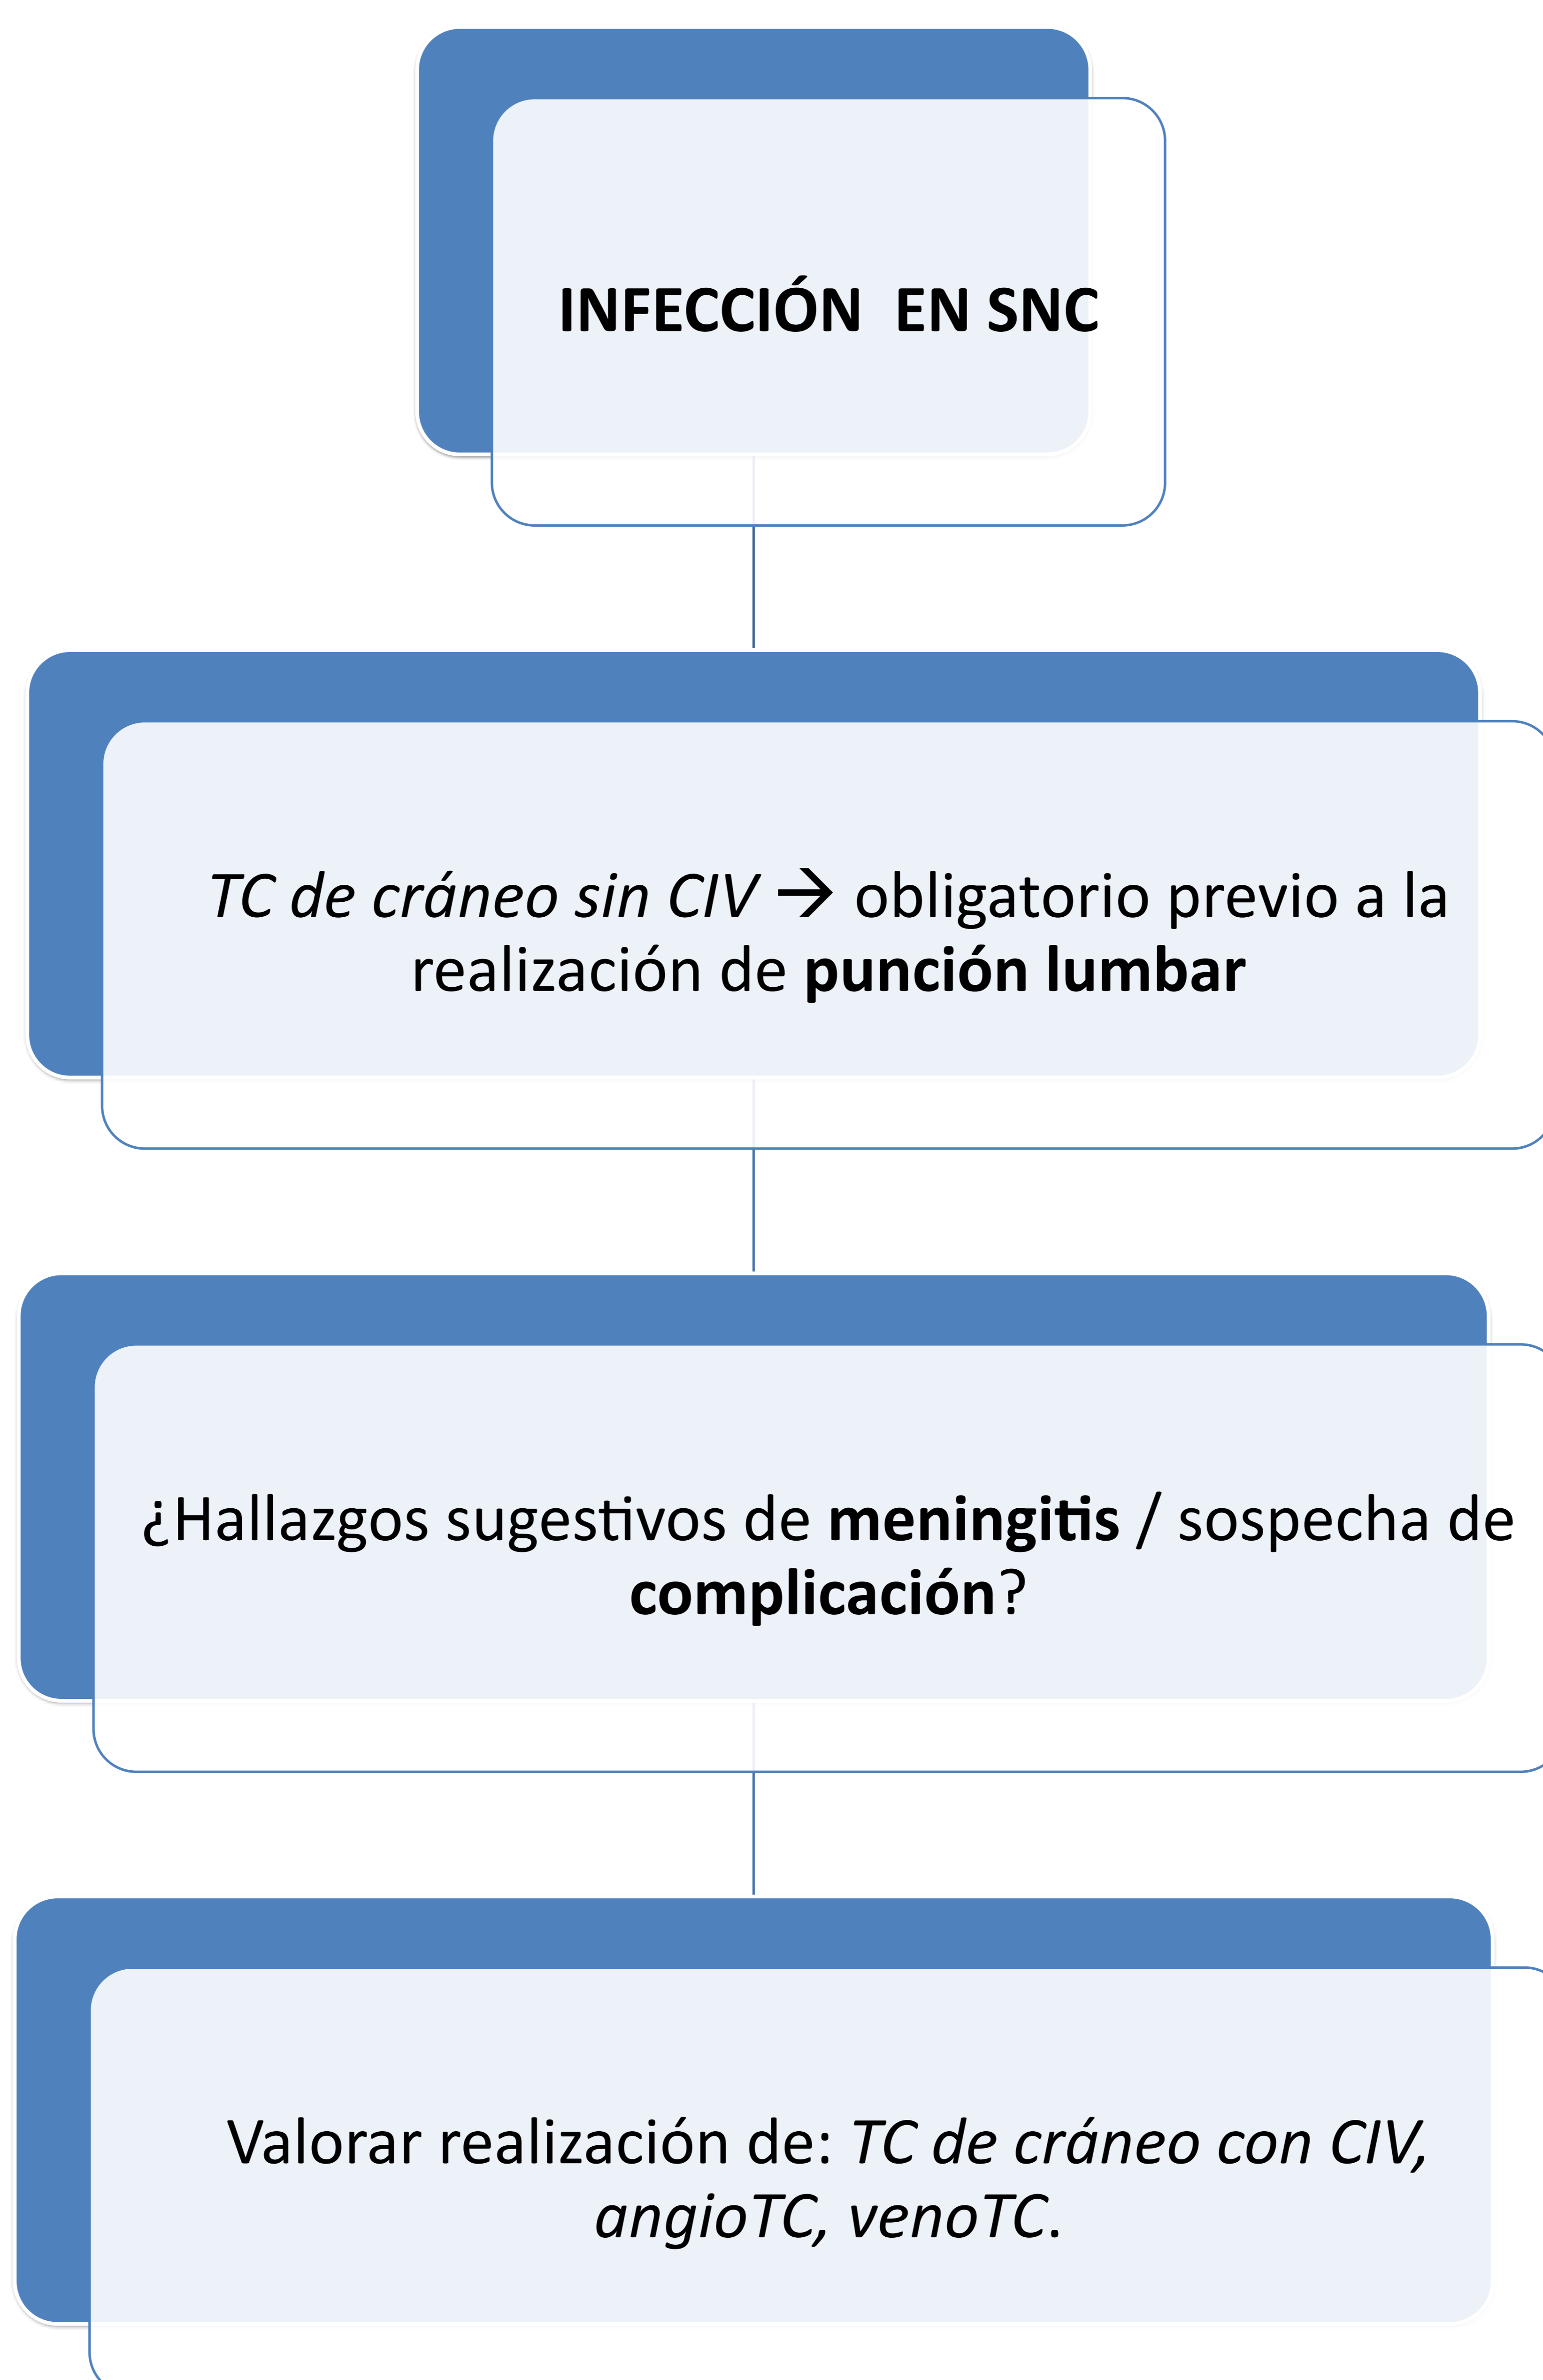 INFECCIÓN  EN SNC
TC de cráneo sin CIV → obligatorio previo a la
realización de punción lumbar
¿Hallazgos sugestivos de meningitis / sospecha de
complicación?
Valorar realización de: TC de cráneo con CIV,
angioTC, venoTC.